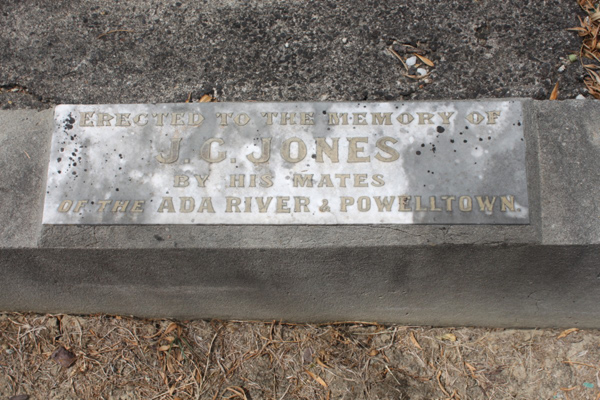 ERECTED TO THE MEMORY OF
J. C. JONES
BY HIS MATES
OF THE ADA RIVER & POWELLTOWN.